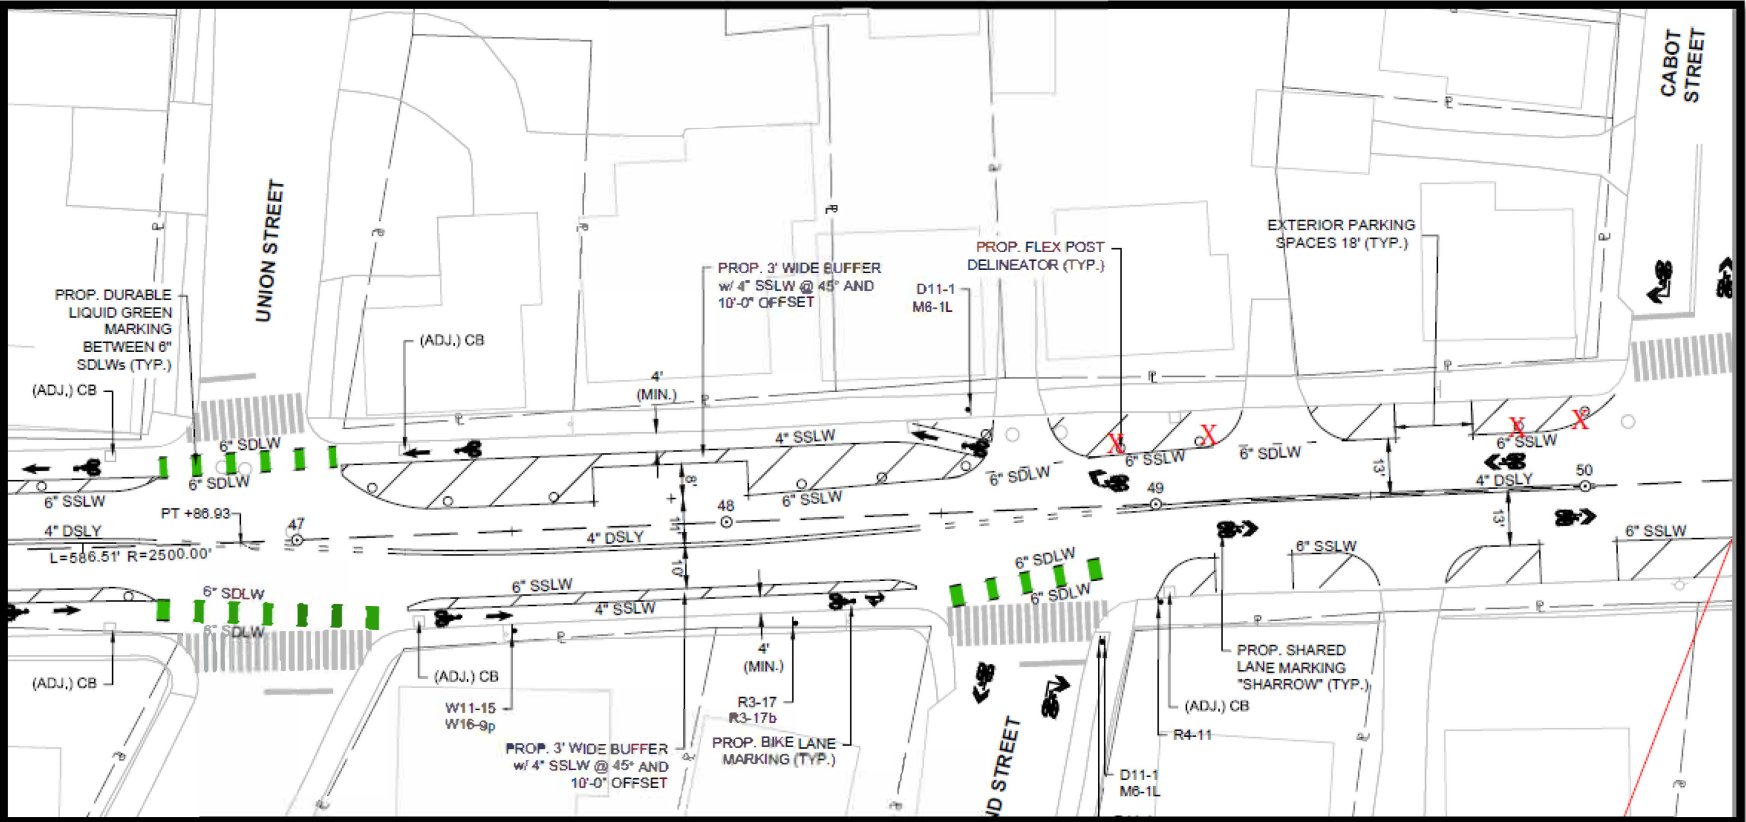 CABOT
STREET
UNION STREET
EXTERIOR PARKING
SPACES 18' (TYP.)
PROP. FLEX POST
DELINEATOR (TYP.)
PROP. 3' WIDE BUFFER
w/ 4" SSLW @ 45° AND
10'-0" OFFSET
D11-1
M6-1L
PROP. DURABLE
LIQUID GREEN
MARKING
BETWEEN 6"
SDLWs (TYP.)
(ADJ.) CB
(ADJ.) CB
4'
(MIN.)
6" SDLW
4" SSLW
X
X
X
X
6" SSLW
6" SDLW
6" SSLW
6" SDLW
6" SDLW
6" SSLW
6" SSLW
8'
13'
4" DSLY
50
49
48
47
PT +86.93
11'
13'
4" DSLY
4" DSLY
L=586.51' R=2500.00'
10'
6" SSLW
6" SSLW
6" SDLW
6" SDLW
6" SSLW
4" SSLW
6" SDLW
6" SDLW
4'
(MIN.)
(ADJ.) CB
(ADJ.) CB
W11-15
W16-9p
R3-17
R3-17b
PROP. SHARED
LANE MARKING
"SHARROW" (TYP.)
(ADJ.) CB
R4-11
PROP. 3' WIDE BUFFER
w/ 4" SSLW @ 45° AND
10'-0" OFFSET
PROP. BIKE LANE
MARKING (TYP.)
ND STREET
D11-1
M6-1L